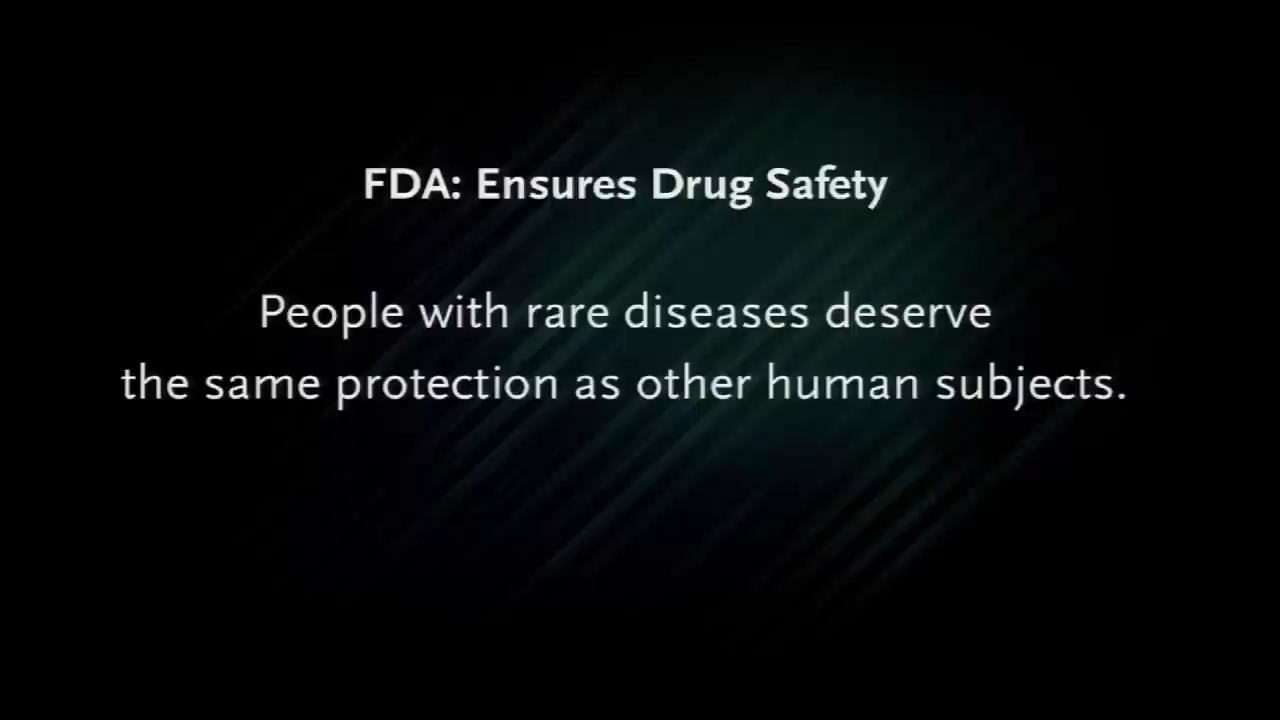 FDA: Ensures Drug Safety
People with rare diseases deserve
the same protection as other human subjects.